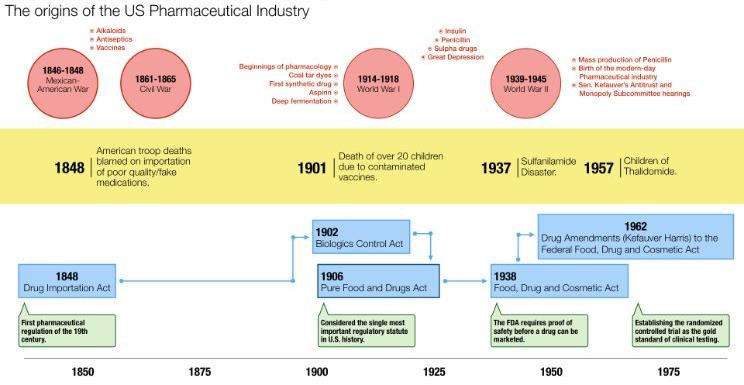 The origins of the US Pharmaceutical Industry
Alkaloids
Antiseptics
Vaccines
1846-1848
Mexican-
American War
1861-1865
Civil War
Beginnings of pharmacology
Coal tar dyes
First synthetic drug
Aspirin
Deep fermentation
1914-1918
World War I
Insulin
Penicillin
Sulpha drugs
Great Depression
1939-1945
World War II
Mass production of Penicillin
Birth of the modern-day
Pharmaceutical industry
Sen. Kefauver's Antitrust and
Monopoly Subcommittee hearings
1848
American troop deaths
blamed on importation
of poor quality/fake
medications.
1901
Death of over 20 children
due to contaminated
vaccines.
1937
Sulfanilamide
Disaster.
1957
Children of
Thalidomide.
1902
Biologics Control Act
1962
Drug Amendments (Kefauver Harris) to the
Federal Food, Drug and Cosmetic Act
1848
Drug Importation Act
1906
Pure Food and Drugs Act
1938
Food, Drug and Cosmetic Act
First pharmaceutical
regulation of the 19th
century.
Considered the single most
important regulatory statute
in U.S. history.
The FDA requires proof of
safety before a drug can be
marketed.
Establishing the randomized
controlled trial as the gold
standard of clinical testing.
1850
1875
1900
1925
1950
1975